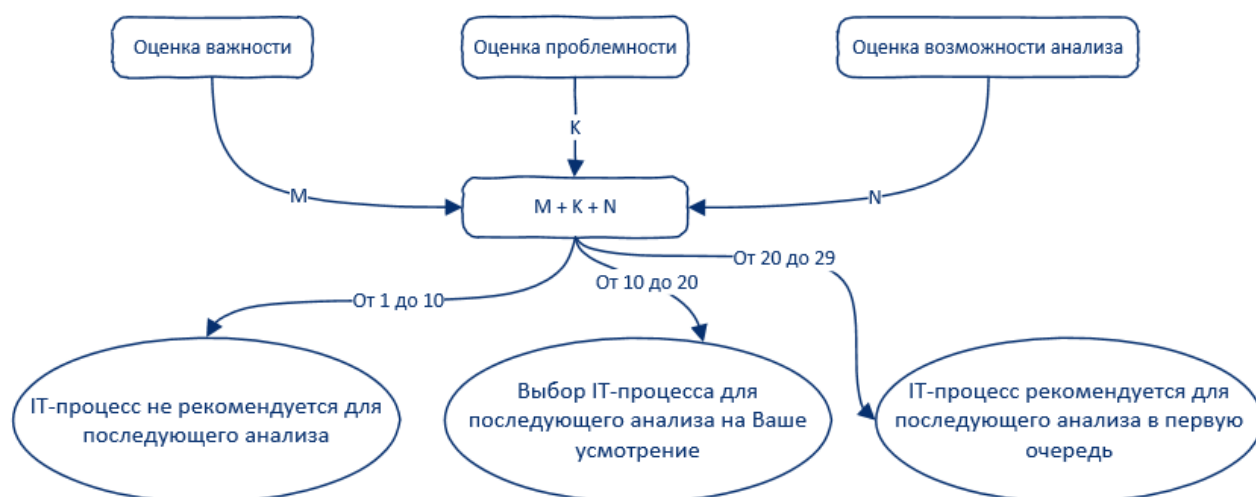 Оценка важности
Оценка проблемности
Оценка возможности анализа
K
M
N
M + K + N
От 20 до 29
От 10 до 20
От 1 до 10
IT-процесс не рекомендуется для
последующего анализа
Выбор IT-процесса для
последующего анализа на Ваше
усмотрение
IT-процесс рекомендуется для
последующего анализа в первую
очередь